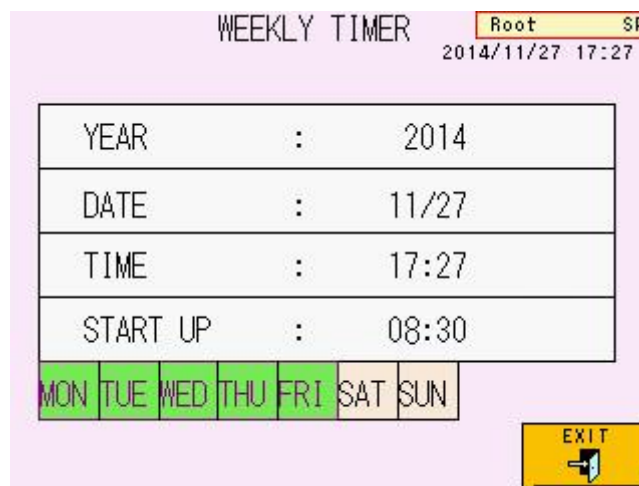 WEEKLY TIMER
Root
2014/11/27 17:27
YEAR : 2014
DATE : 11/27
TIME : 17:27
START UP : 08:30
MON TUE WED THU FRI SAT SUN
EXIT